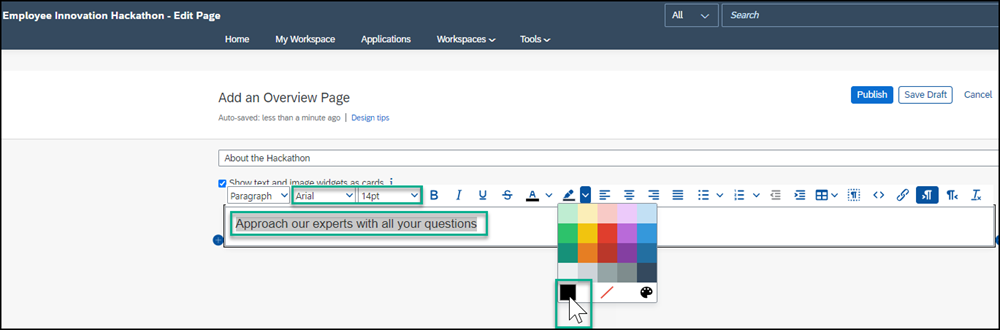 Employee Innovation Hackathon - Edit Page
All
Search
Home My Workspace Applications Workspaces Tools
Add an Overview Page
Publish Save Draft Cancel
Auto-saved: less than a minute ago | Design tips
About the Hackathon
Show text and image widgets as cards
Paragraph Arial 14pt B I U S A
Approach our experts with all your questions